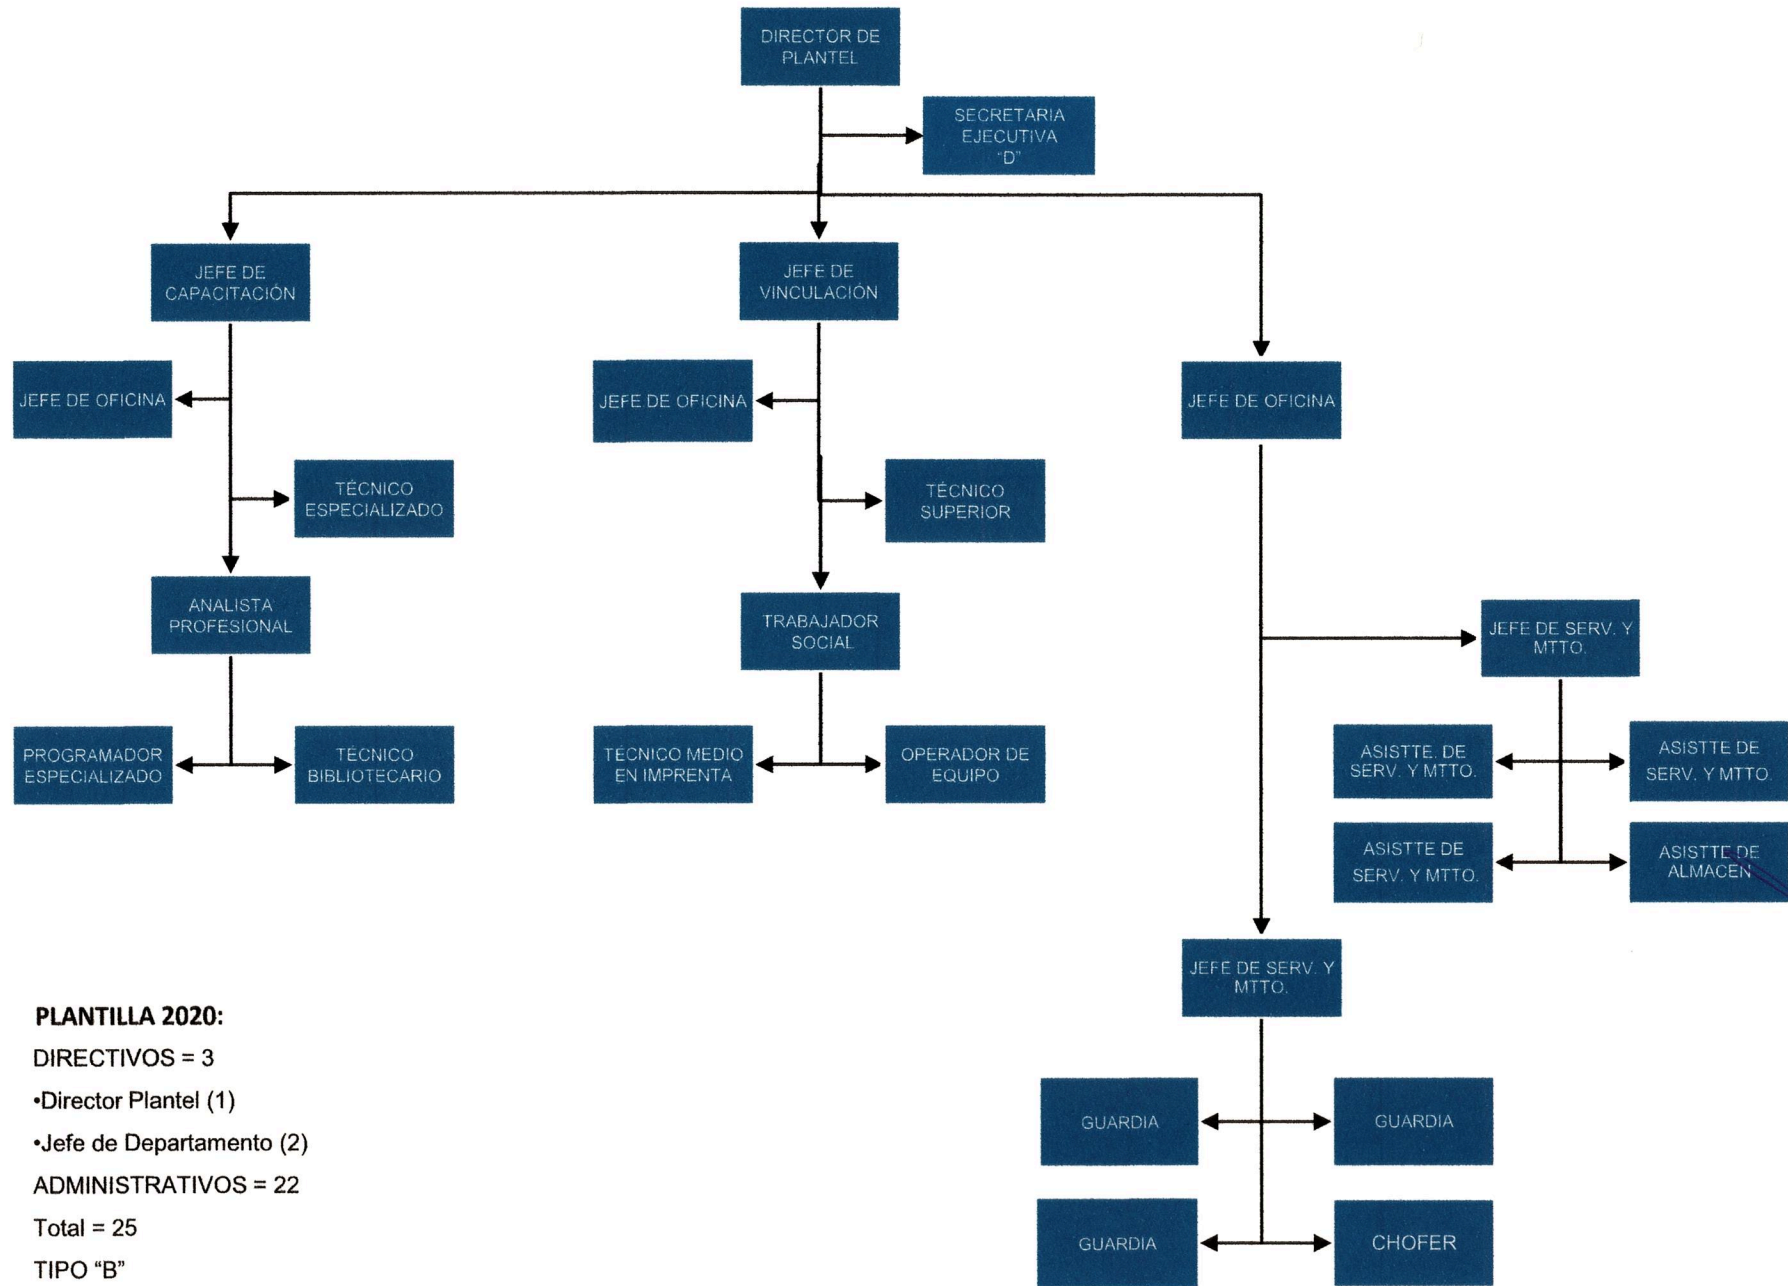 DIRECTOR DE
PLANTEL
SECRETARIA
EJECUTIVA
“D”
JEFE DE
CAPACITACIÓN
JEFE DE
VINCULACIÓN
JEFE DE OFICINA
JEFE DE OFICINA
JEFE DE OFICINA
TÉCNICO
ESPECIALIZADO
TÉCNICO
SUPERIOR
ANALISTA
PROFESIONAL
TRABAJADOR
SOCIAL
JEFE DE SERV. Y
MTTO.
PROGRAMADOR
ESPECIALIZADO
TÉCNICO
BIBLIOTECARIO
TÉCNICO MEDIO
EN IMPRENTA
OPERADOR DE
EQUIPO
ASISTTE. DE
SERV. Y MTTO.
ASISTTE DE
SERV. Y MTTO.
ASISTTE DE
SERV. Y MTTO.
ASISTTE DE
ALMACEN
JEFE DE SERV. Y
MTTO.
GUARDIA
GUARDIA
GUARDIA
CHOFER
PLANTILLA 2020:
DIRECTIVOS = 3
•Director Plantel (1)
•Jefe de Departamento (2)
ADMINISTRATIVOS = 22
Total = 25
TIPO “B”